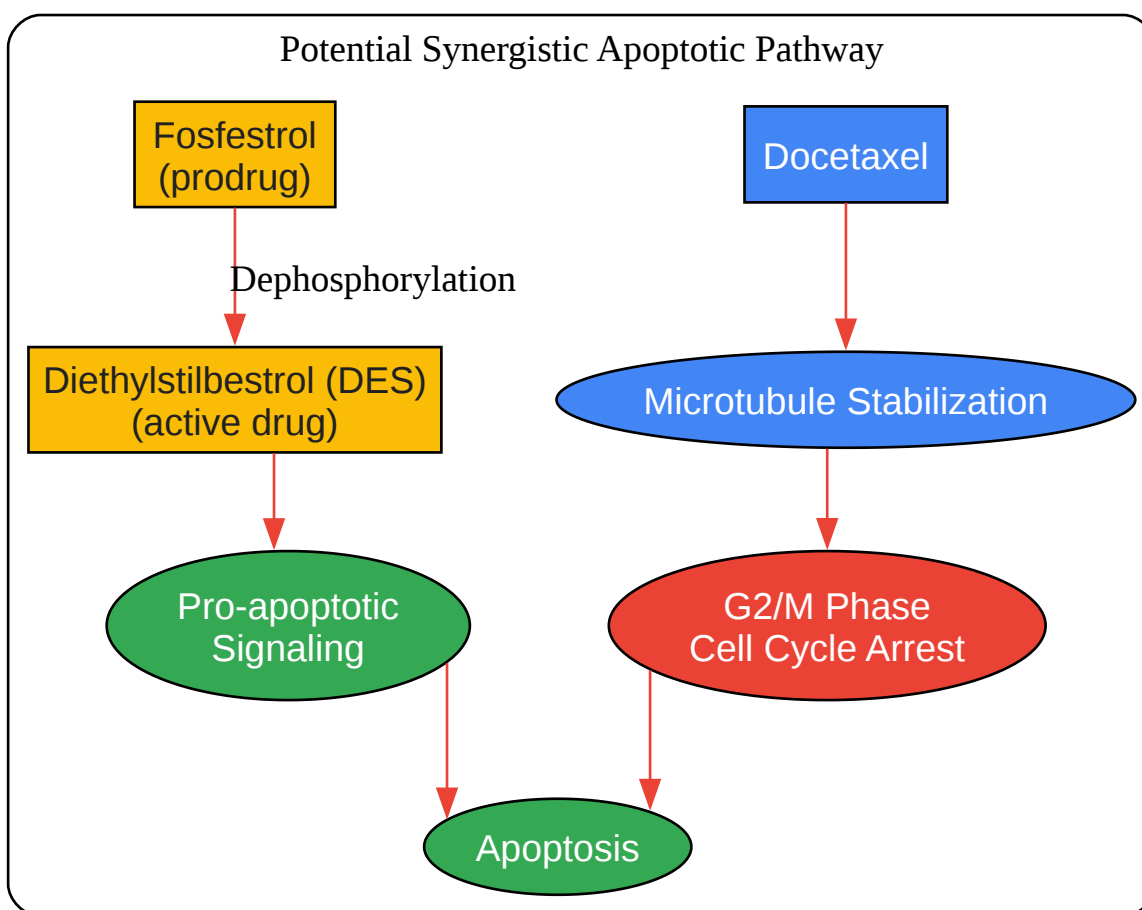 Potential Synergistic Apoptotic Pathway
Fosfestrol
(prodrug)
Docetaxel
Dephosphorylation
Diethylstilbestrol (DES)
(active drug)
Microtubule Stabilization
Pro-apoptotic
Signaling
G2/M Phase
Cell Cycle Arrest
Apoptosis